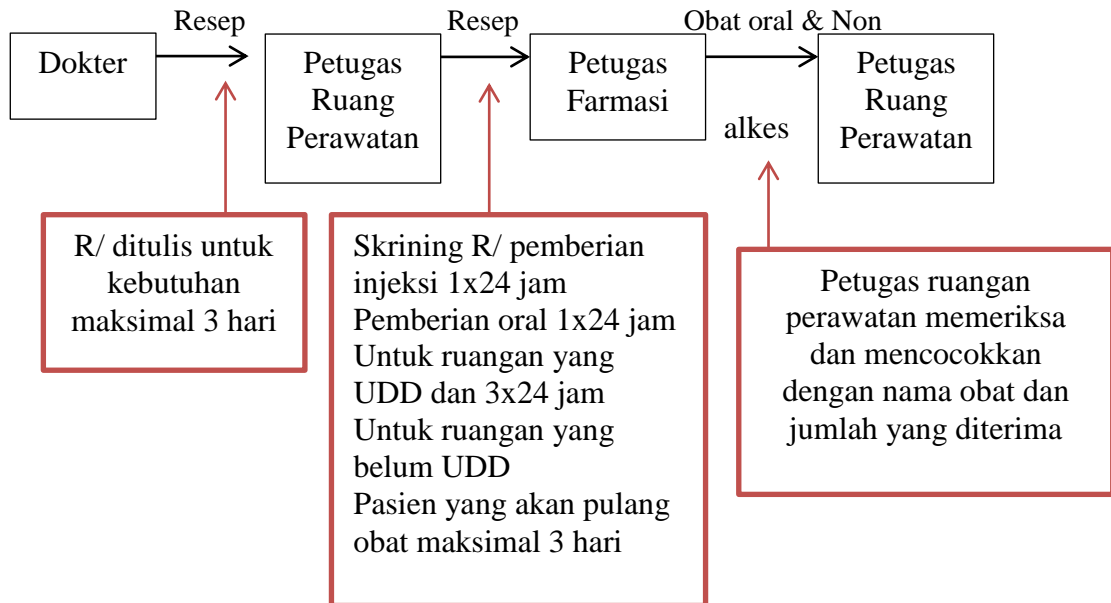 Resep
Resep
Obat oral & Non
Dokter
Petugas
Ruang
Perawatan
Petugas
Farmasi
alkes
Petugas
Ruang
Perawatan
R/ ditulis untuk
kebutuhan
maksimal 3 hari
Skrining R/ pemberian
injeksi 1x24 jam
Pemberian oral 1x24 jam
Untuk ruangan yang
UDD dan 3x24 jam
Untuk ruangan yang
belum UDD
Pasien yang akan pulang
obat maksimal 3 hari
Petugas ruangan
perawatan memeriksa
dan mencocokkan
dengan nama obat dan
jumlah yang diterima